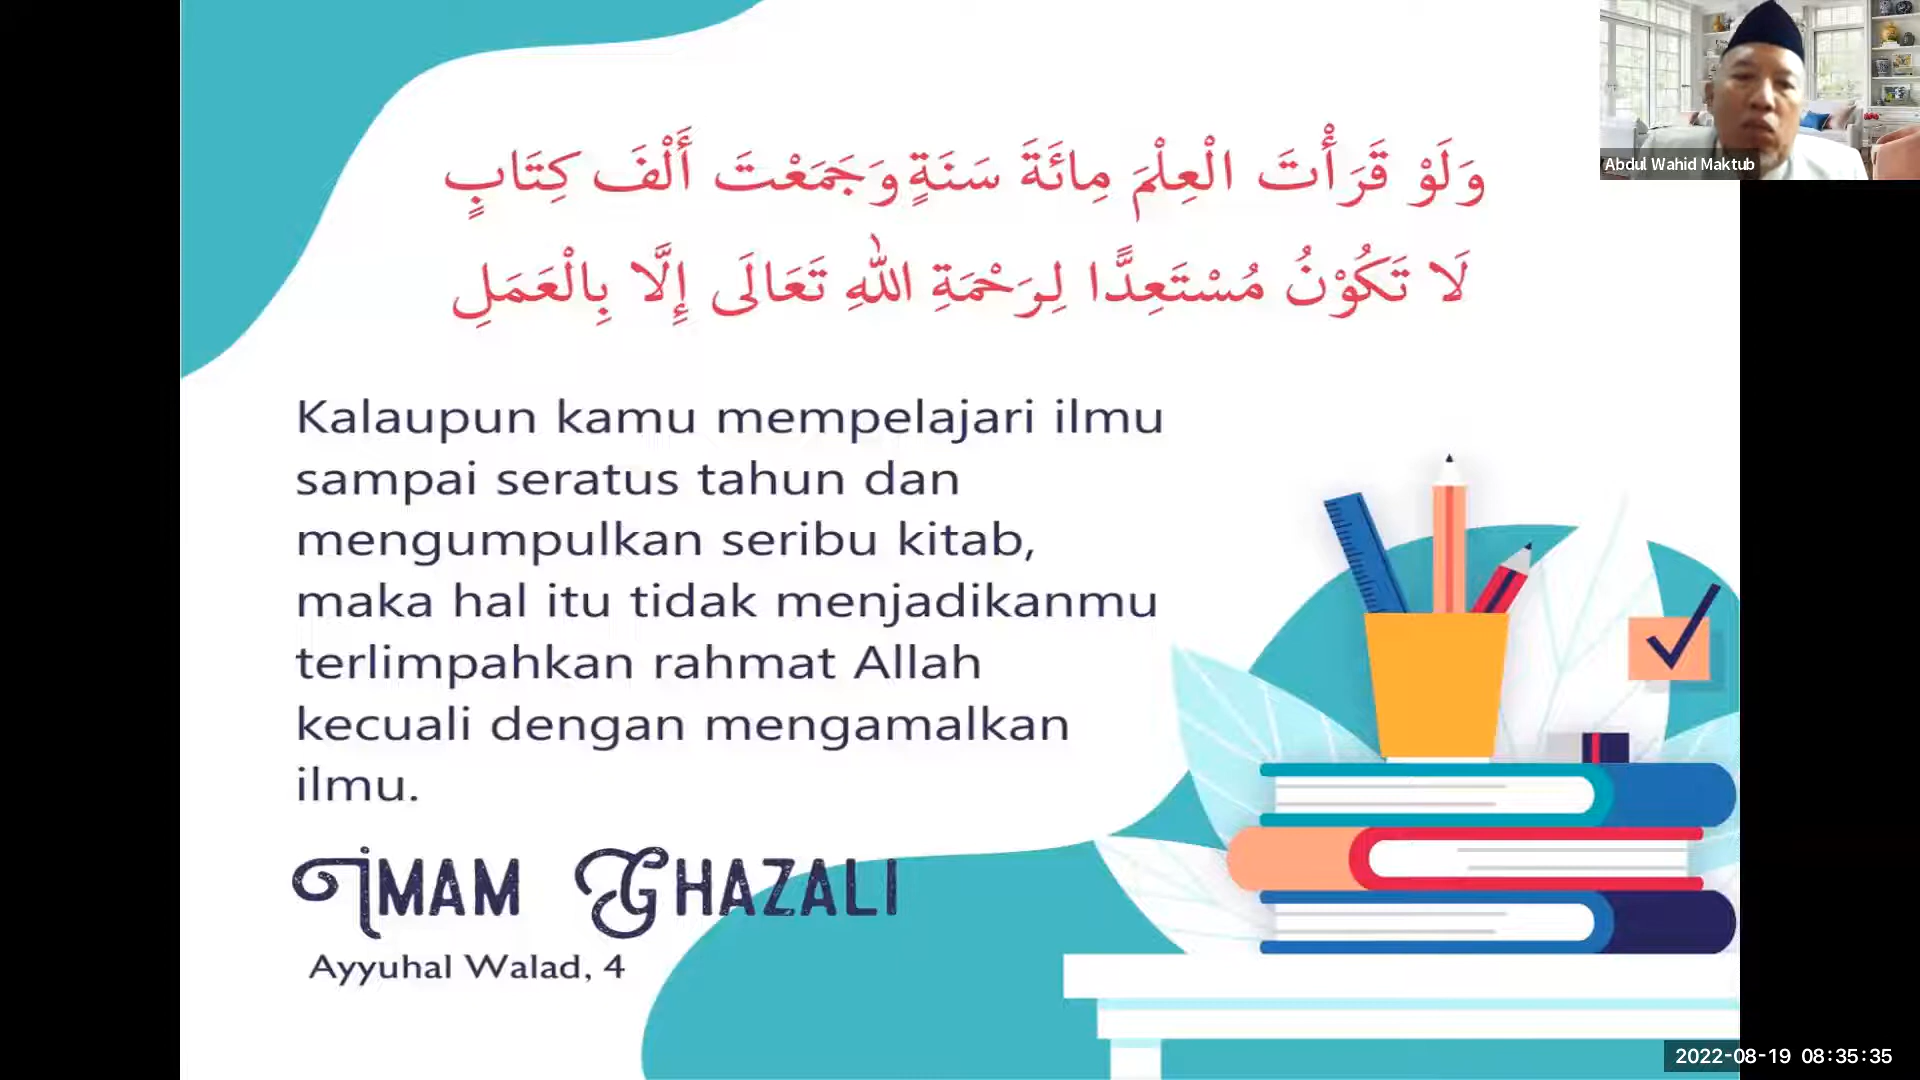 وَلَوْ قَرَأْتَ الْعِلْمَ مِائَةَ سَنَةٍ وَجَمَعْتَ أَلْفَ كِتَابٍ
لَا تَكُوْنُ مُسْتَعِدًّا لِرَحْمَةِ اللهِ تَعَالَى إِلَّا بِالْعَمَلِ
Kalaupun kamu mempelajari ilmu
sampai seratus tahun dan
mengumpulkan seribu kitab,
maka hal itu tidak menjadikanmu
terlimpahkan rahmat Allah
kecuali dengan mengamalkan
ilmu.
IMAM GHAZALI
Ayyuhal Walad, 4
Abdul Wahid Maktub
2022-08-19 08:35:35